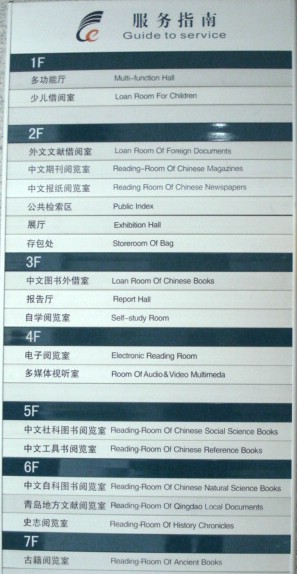 服务指南
Guide to service
1F
多功能厅 Multi-function Hall
少儿借阅室 Loan Room For Children
2F
外文文献借阅室 Loan Room Of Foreign Documents
中文期刊阅览室 Reading-Room Of Chinese Magazines
中文报纸阅览室 Reading Room Of Chinese Newspapers
公共检索区 Public Index
展厅 Exhibition Hall
存包处 Storeroom Of Bag
3F
中文图书外借室 Loan Room Of Chinese Books
报告厅 Report Hall
自学阅览室 Self-study Room
4F
电子阅览室 Electronic Reading Room
多媒体视听室 Room Of Audio & Video Multimeda
5F
中文社科图书阅览室 Reading-Room Of Chinese Social Science Books
中文工具书阅览室 Reading-Room Of Chinese Reference Books
6F
中文自科图书阅览室 Reading-Room Of Chinese Natural Science Books
青岛地方文献阅览室 Reading-Room Of Qingdao Local Documents
史志阅览室 Reading-Room Of History Chronicles
7F
古籍阅览室 Reading-Room Of Ancient Books